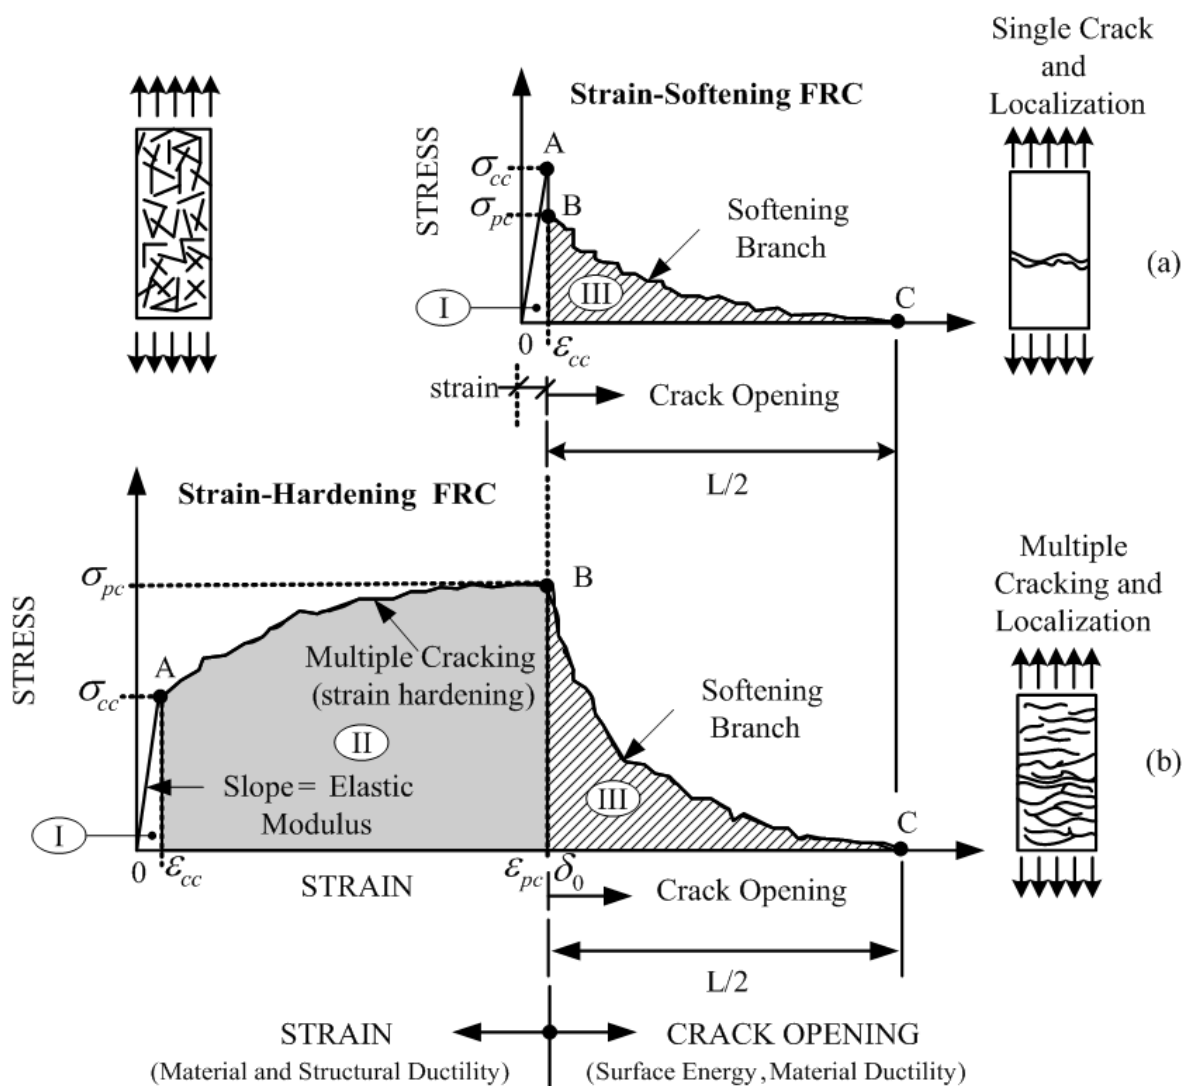 Single Crack
and
Localization
Strain-Softening FRC
STRESS
A
σcc
σpc
B
Softening
Branch
(a)
I
III
C
0
εcc
strain
Crack Opening
L/2
Strain-Hardening FRC
STRESS
σpc
B
Multiple
Cracking and
Localization
A
σcc
Multiple Cracking
(strain hardening)
Softening
Branch
II
(b)
Slope= Elastic
Modulus
III
I
C
0
εcc
STRAIN
εpc
δ0
Crack Opening
L/2
STRAIN
CRACK OPENING
(Material and Structural Ductility)
(Surface Energy, Material Ductility)